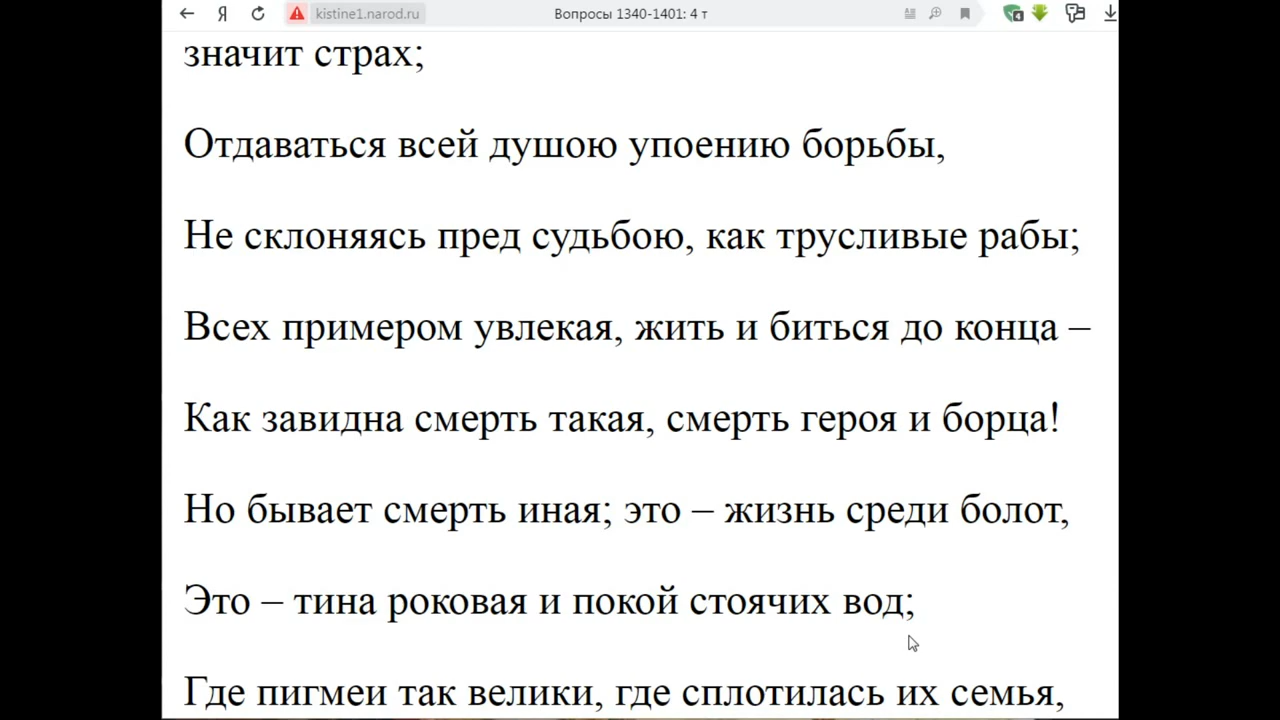 Я kistine1.narod.ru Вопросы 1340-1401: 4 т 4
значит страх;
Отдаваться всей душою упоению борьбы,
Не склоняясь пред судьбою, как трусливые рабы;
Всех примером увлекая, жить и биться до конца –
Как завидна смерть такая, смерть героя и борца!
Но бывает смерть иная; это – жизнь среди болот,
Это – тина роковая и покой стоячих вод;
Где пигмеи так велики, где сплотилась их семья,